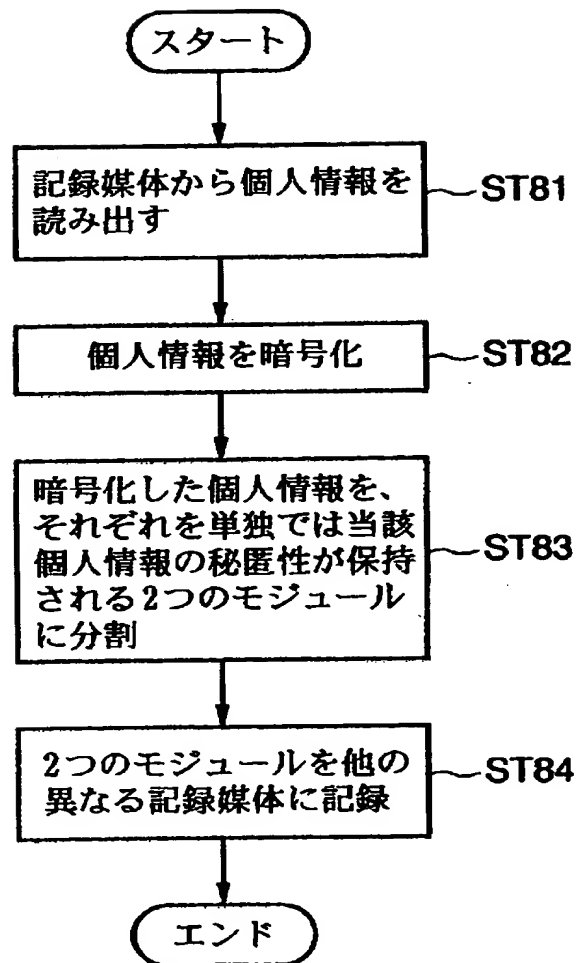 スタート
記録媒体から個人情報を
読み出す
ST81
個人情報を暗号化
ST82
暗号化した個人情報を、
それぞれを単独では当該
個人情報の秘匿性が保持
される2つのモジュール
に分割
ST83
2つのモジュールを他の
異なる記録媒体に記録
ST84
エンド